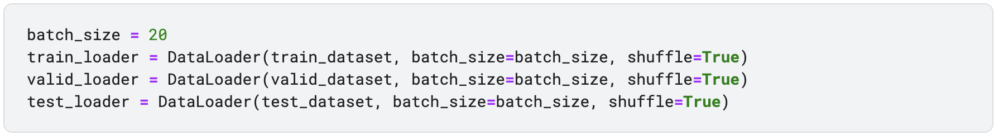 batch_size = 20
train_loader = DataLoader(train_dataset, batch_size=batch_size, shuffle=True)
valid_loader = DataLoader(valid_dataset, batch_size=batch_size, shuffle=True)
test_loader = DataLoader(test_dataset, batch_size=batch_size, shuffle=True)